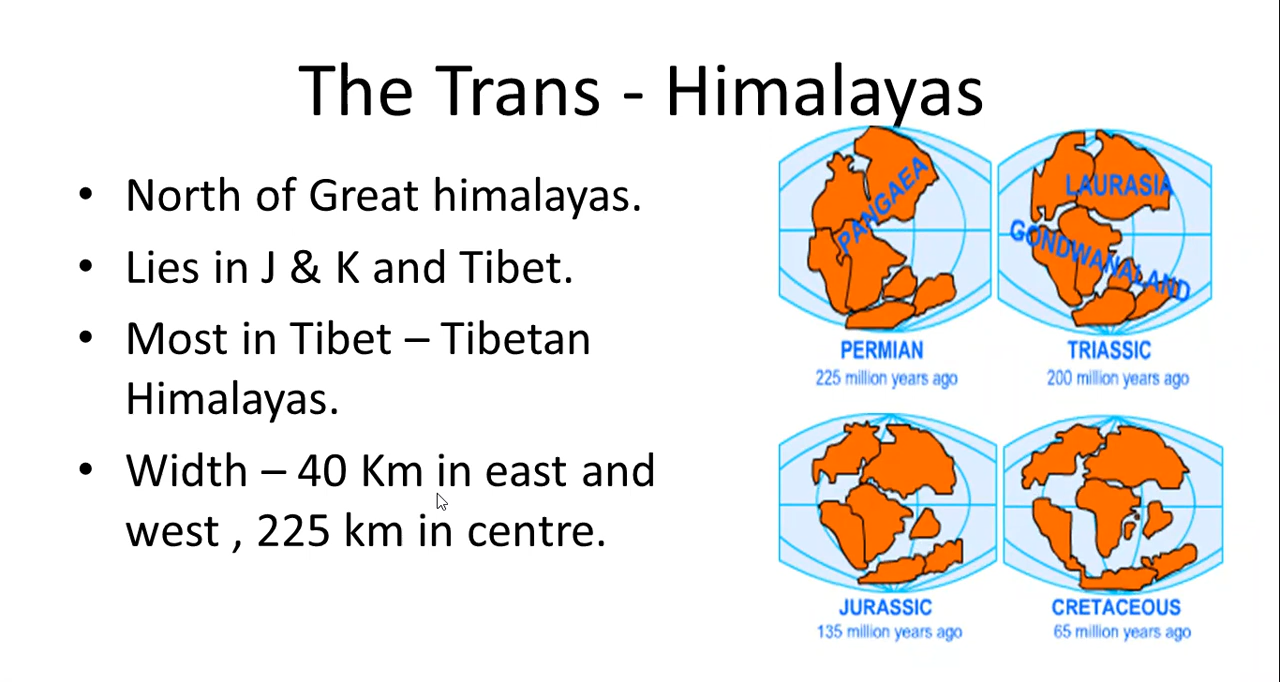 The Trans - Himalayas
• North of Great himalayas.
• Lies in J & K and Tibet.
• Most in Tibet – Tibetan
Himalayas.
• Width – 40 Km in east and
west , 225 km in centre.
PANGAEA
PERMIAN
225 million years ago
LAURASIA
GONDWANALAND
TRIASSIC
200 million years ago
JURASSIC
135 million years ago
CRETACEOUS
65 million years ago